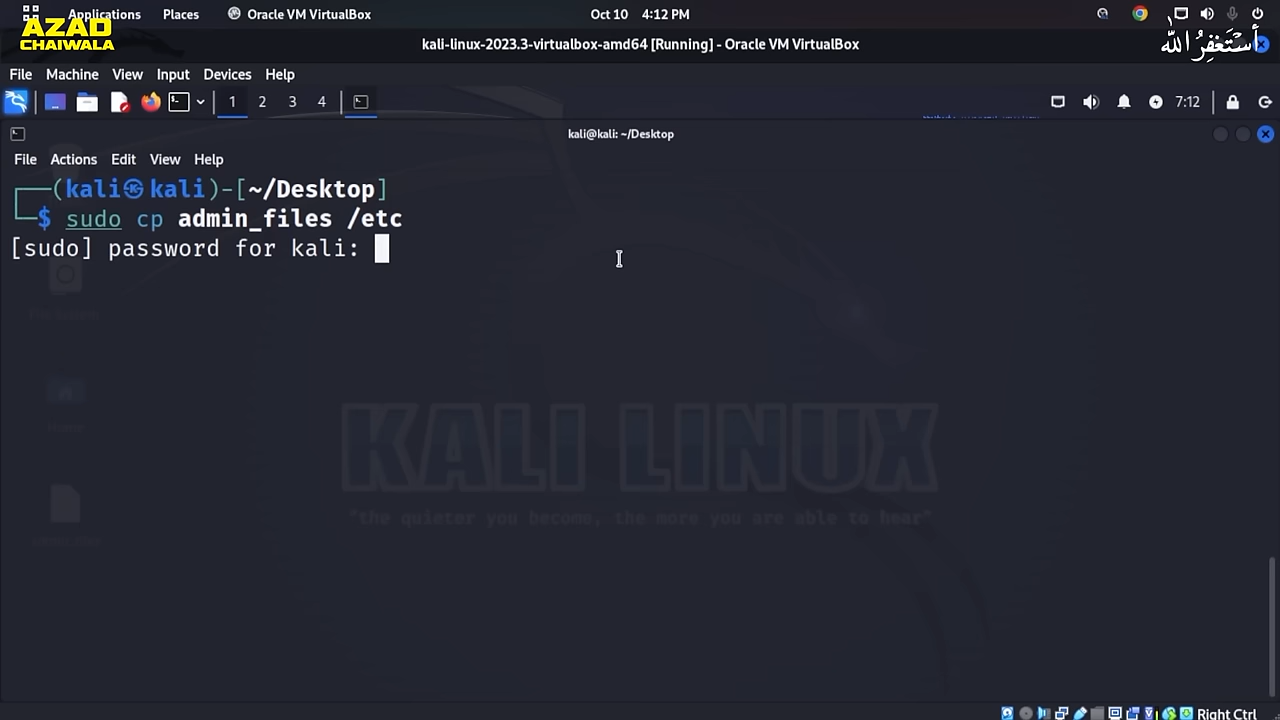 Applications Places Oracle VM VirtualBox Oct 10 4:12 PM
AZAD
CHAIWALA
أستغفر الله
kali-linux-2023.3-virtualbox-amd64 [Running] - Oracle VM VirtualBox
File Machine View Input Devices Help
1 2 3 4 7:12
kali@kali: ~/Desktop
File Actions Edit View Help
(kali㉿kali)-[~/Desktop]
$ sudo cp admin_files /etc
[sudo] password for kali:
Home
KALI LINUX
"the quieter you become, the more you are able to hear"
Right Ctrl